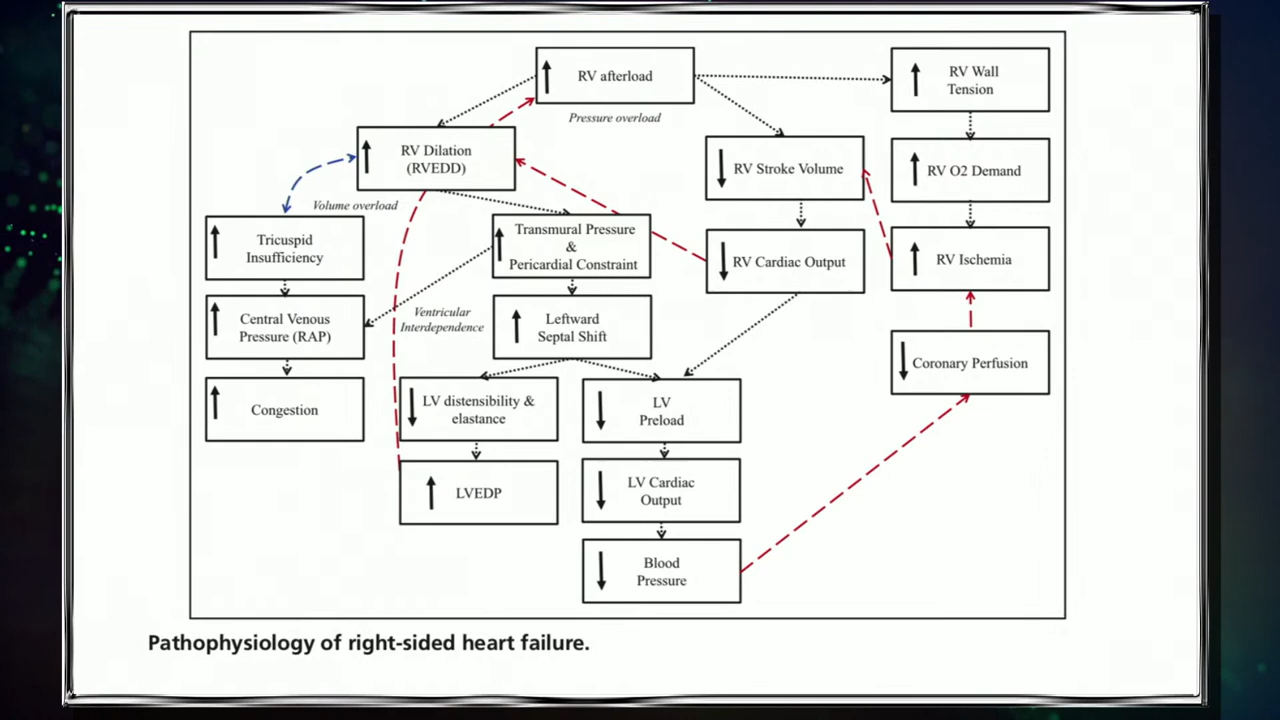 RV afterload
Pressure overload
RV Wall
Tension
RV Dilation
(RVEDD)
Volume overload
RV Stroke Volume
RV O2 Demand
Tricuspid
Insufficiency
Transmural Pressure
&
Pericardial Constraint
RV Cardiac Output
RV Ischemia
Central Venous
Pressure (RAP)
Ventricular
Interdependence
Leftward
Septal Shift
Coronary Perfusion
Congestion
LV distensibility &
elastance
LV
Preload
LVEDP
LV Cardiac
Output
Blood
Pressure
Pathophysiology of right-sided heart failure.